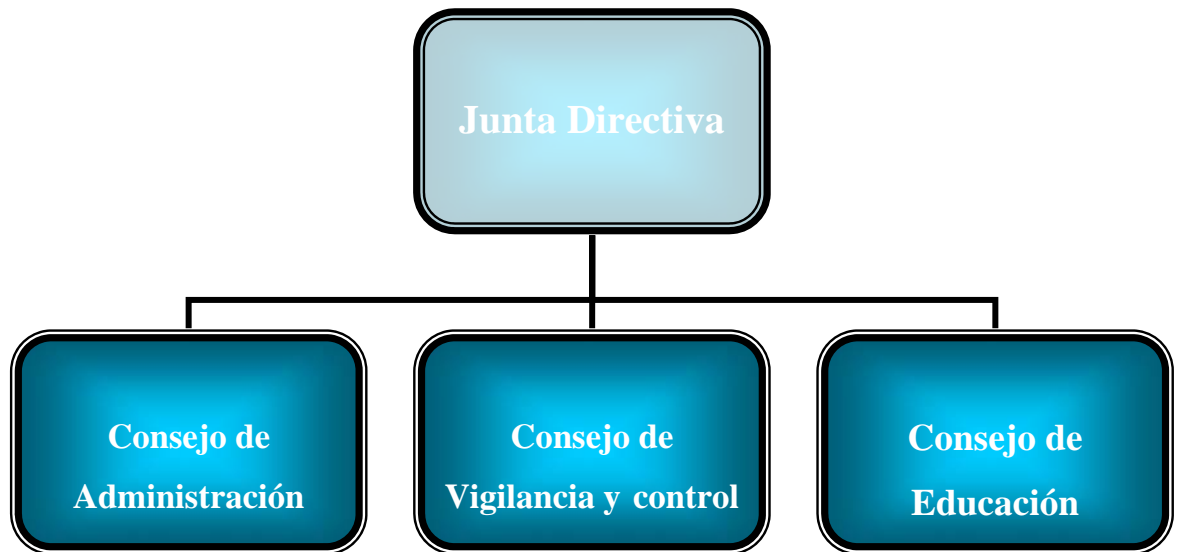 Junta Directiva
Consejo de
Administración
Consejo de
Vigilancia y control
Consejo de
Educación